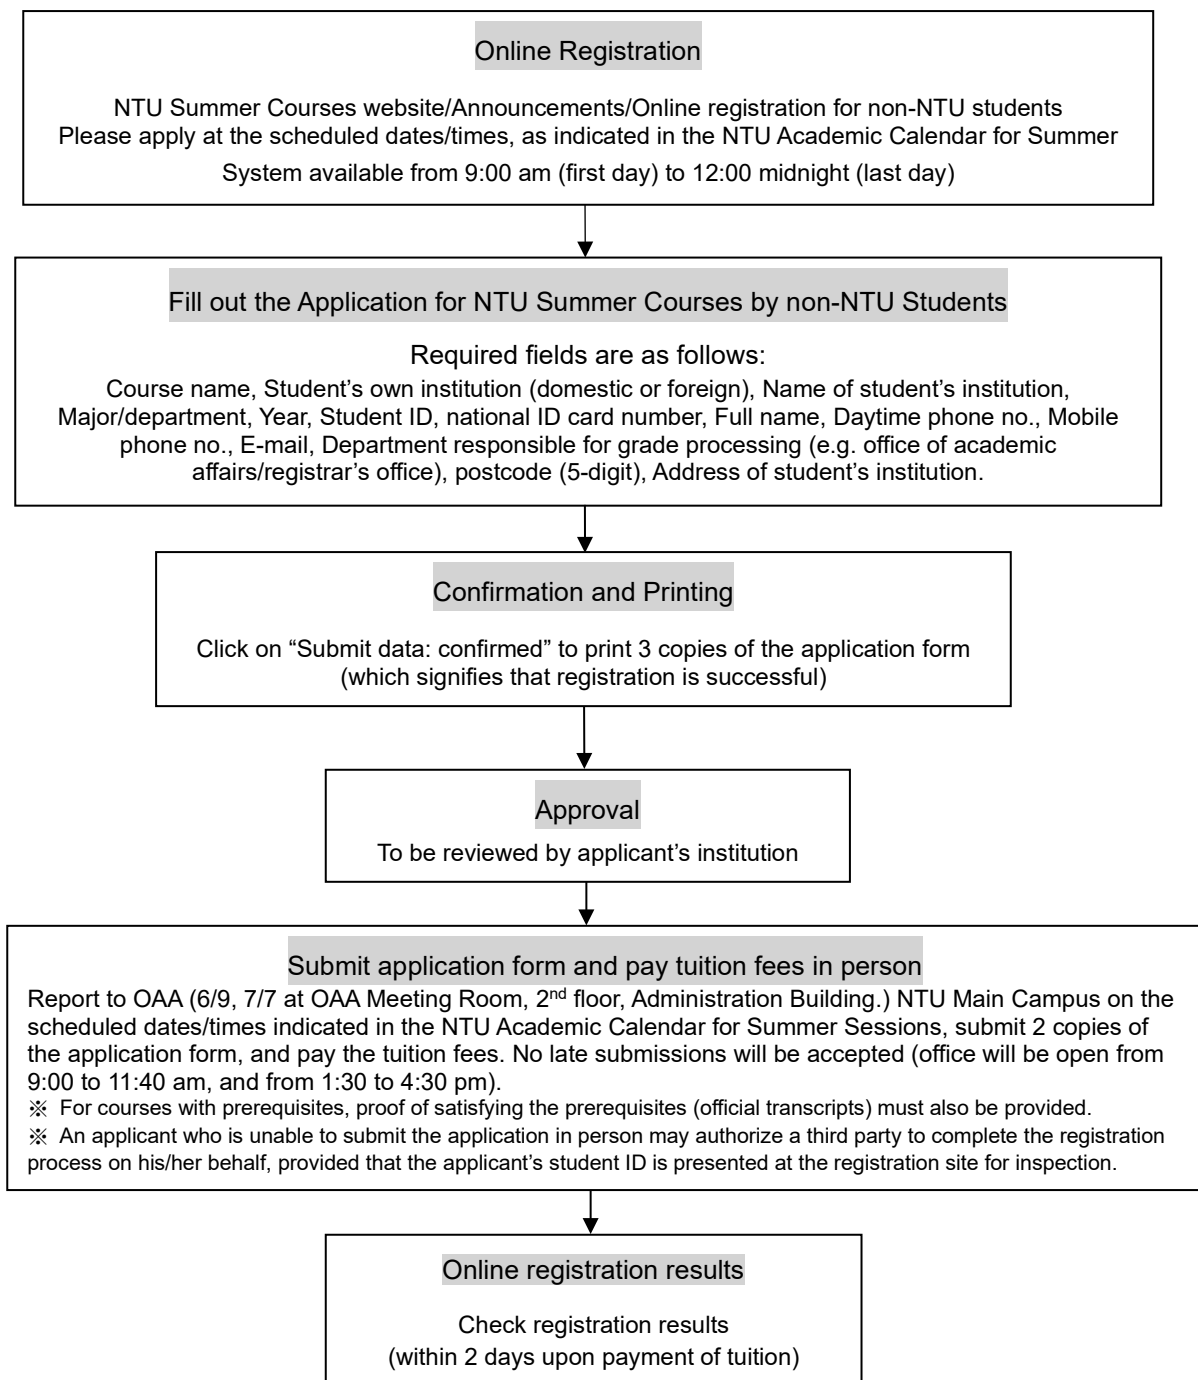 Online Registration
NTU Summer Courses website/Announcements/Online registration for non-NTU students
Please apply at the scheduled dates/times, as indicated in the NTU Academic Calendar for Summer
System available from 9:00 am (first day) to 12:00 midnight (last day)
Fill out the Application for NTU Summer Courses by non-NTU Students
Required fields are as follows:
Course name, Student’s own institution (domestic or foreign), Name of student’s institution,
Major/department, Year, Student ID, national ID card number, Full name, Daytime phone no., Mobile
phone no., E-mail, Department responsible for grade processing (e.g. office of academic
affairs/registrar’s office), postcode (5-digit), Address of student’s institution.
Confirmation and Printing
Click on “Submit data: confirmed” to print 3 copies of the application form
(which signifies that registration is successful)
Approval
To be reviewed by applicant’s institution
Submit application form and pay tuition fees in person
Report to OAA (6/9, 7/7 at OAA Meeting Room, 2nd floor, Administration Building.) NTU Main Campus on the
scheduled dates/times indicated in the NTU Academic Calendar for Summer Sessions, submit 2 copies of
the application form, and pay the tuition fees. No late submissions will be accepted (office will be open from
9:00 to 11:40 am, and from 1:30 to 4:30 pm).
※ For courses with prerequisites, proof of satisfying the prerequisites (official transcripts) must also be provided.
※ An applicant who is unable to submit the application in person may authorize a third party to complete the registration
process on his/her behalf, provided that the applicant’s student ID is presented at the registration site for inspection.
Online registration results
Check registration results
(within 2 days upon payment of tuition)